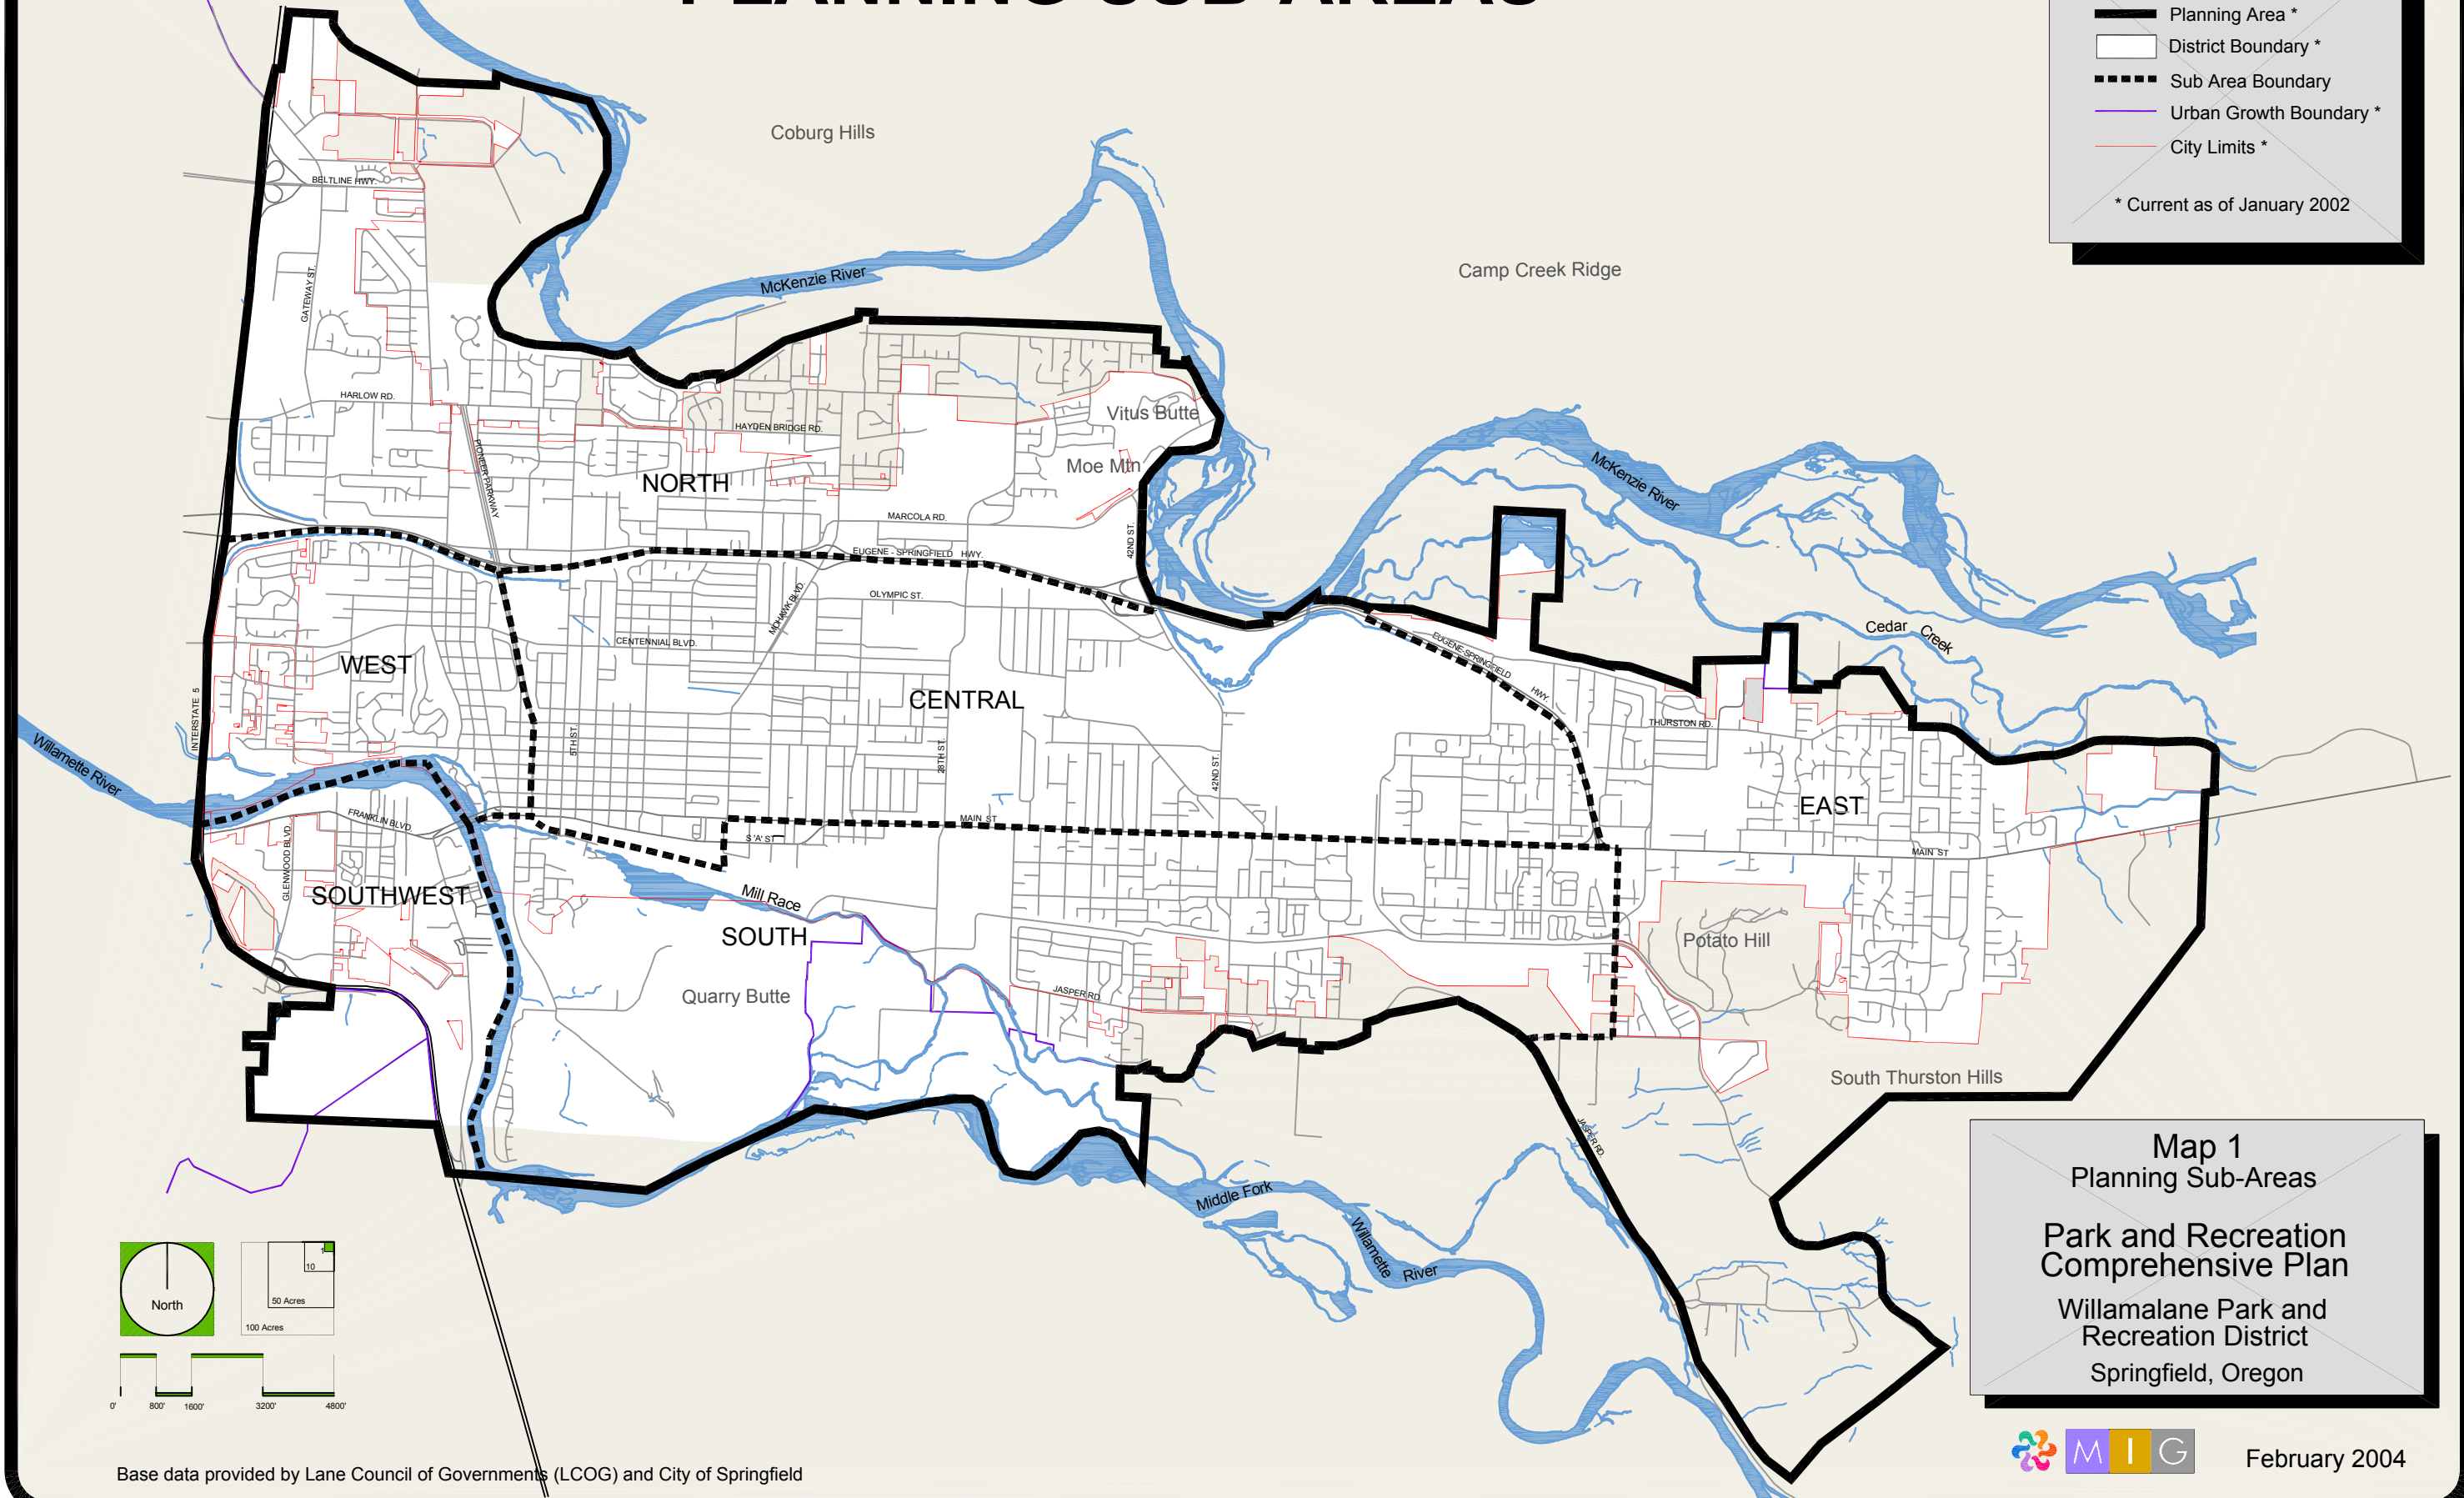 PLANNING SUB-AREAS
Planning Area *
District Boundary *
Sub Area Boundary
Urban Growth Boundary *
City Limits *
* Current as of January 2002
Coburg Hills
BELTLINE HWY.
Camp Creek Ridge
McKenzie River
GATEWAY ST.
HARLOW RD.
Vitus Butte
HAYDEN BRIDGE RD.
Moe Mtn
PIONEER PARKWAY
NORTH
McKenzie River
MARCOLA RD.
42ND ST.
EUGENE - SPRINGFIELD HWY.
OLYMPIC ST.
MOHAWK BLVD.
CENTENNIAL BLVD.
Cedar Creek
EUGENE-SPRINGFIELD HWY.
WEST
CENTRAL
INTERSTATE 5
THURSTON RD.
5TH ST.
28TH ST.
42ND ST.
Willamette River
EAST
FRANKLIN BLVD.
MAIN ST
S 'A' ST
MAIN ST
GLENWOOD BLVD.
SOUTHWEST
Mill Race
SOUTH
Potato Hill
Quarry Butte
JASPER RD.
South Thurston Hills
JASPER RD.
Middle Fork
Willamette River
Map 1
Planning Sub-Areas
Park and Recreation
Comprehensive Plan
Willamalane Park and
Recreation District
Springfield, Oregon
North
1
10
50 Acres
100 Acres
0' 800' 1600' 3200' 4800'
Base data provided by Lane Council of Governments (LCOG) and City of Springfield
MIG
February 2004